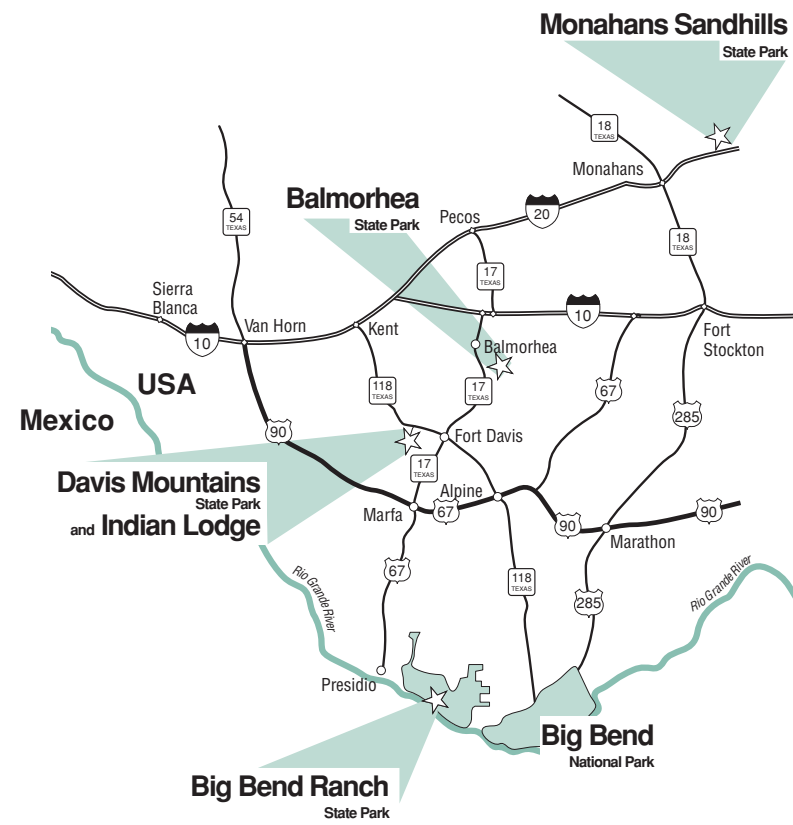 Monahans Sandhills
State Park
18
TEXAS
Monahans
54
TEXAS
Balmorhea
State Park
Pecos
20
18
TEXAS
17
TEXAS
Sierra
Blanca
10
Van Horn
Kent
10
Fort
Stockton
Balmorhea
USA
118
TEXAS
17
TEXAS
67
Mexico
285
90
Fort Davis
Davis Mountains
State Park
and Indian Lodge
17
TEXAS
Alpine
Marfa
67
90
90
Marathon
Rio Grande River
67
118
TEXAS
285
Rio Grande River
Presidio
Big Bend
National Park
Big Bend Ranch
State Park